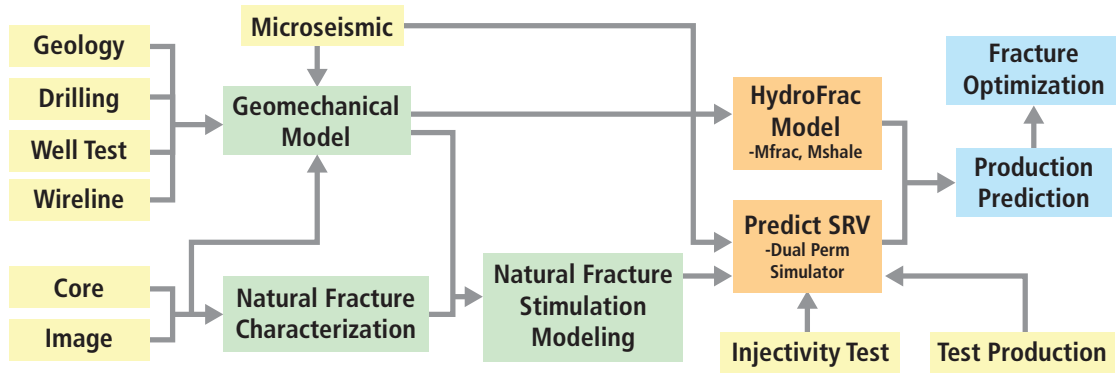 Geology
Drilling
Well Test
Wireline
Core
Image
Microseismic
Geomechanical
Model
Natural Fracture
Characterization
Natural Fracture
Stimulation
Modeling
HydroFrac
Model
-Mfrac, Mshale
Predict SRV
-Dual Perm
Simulator
Injectivity Test
Test Production
Fracture
Optimization
Production
Prediction